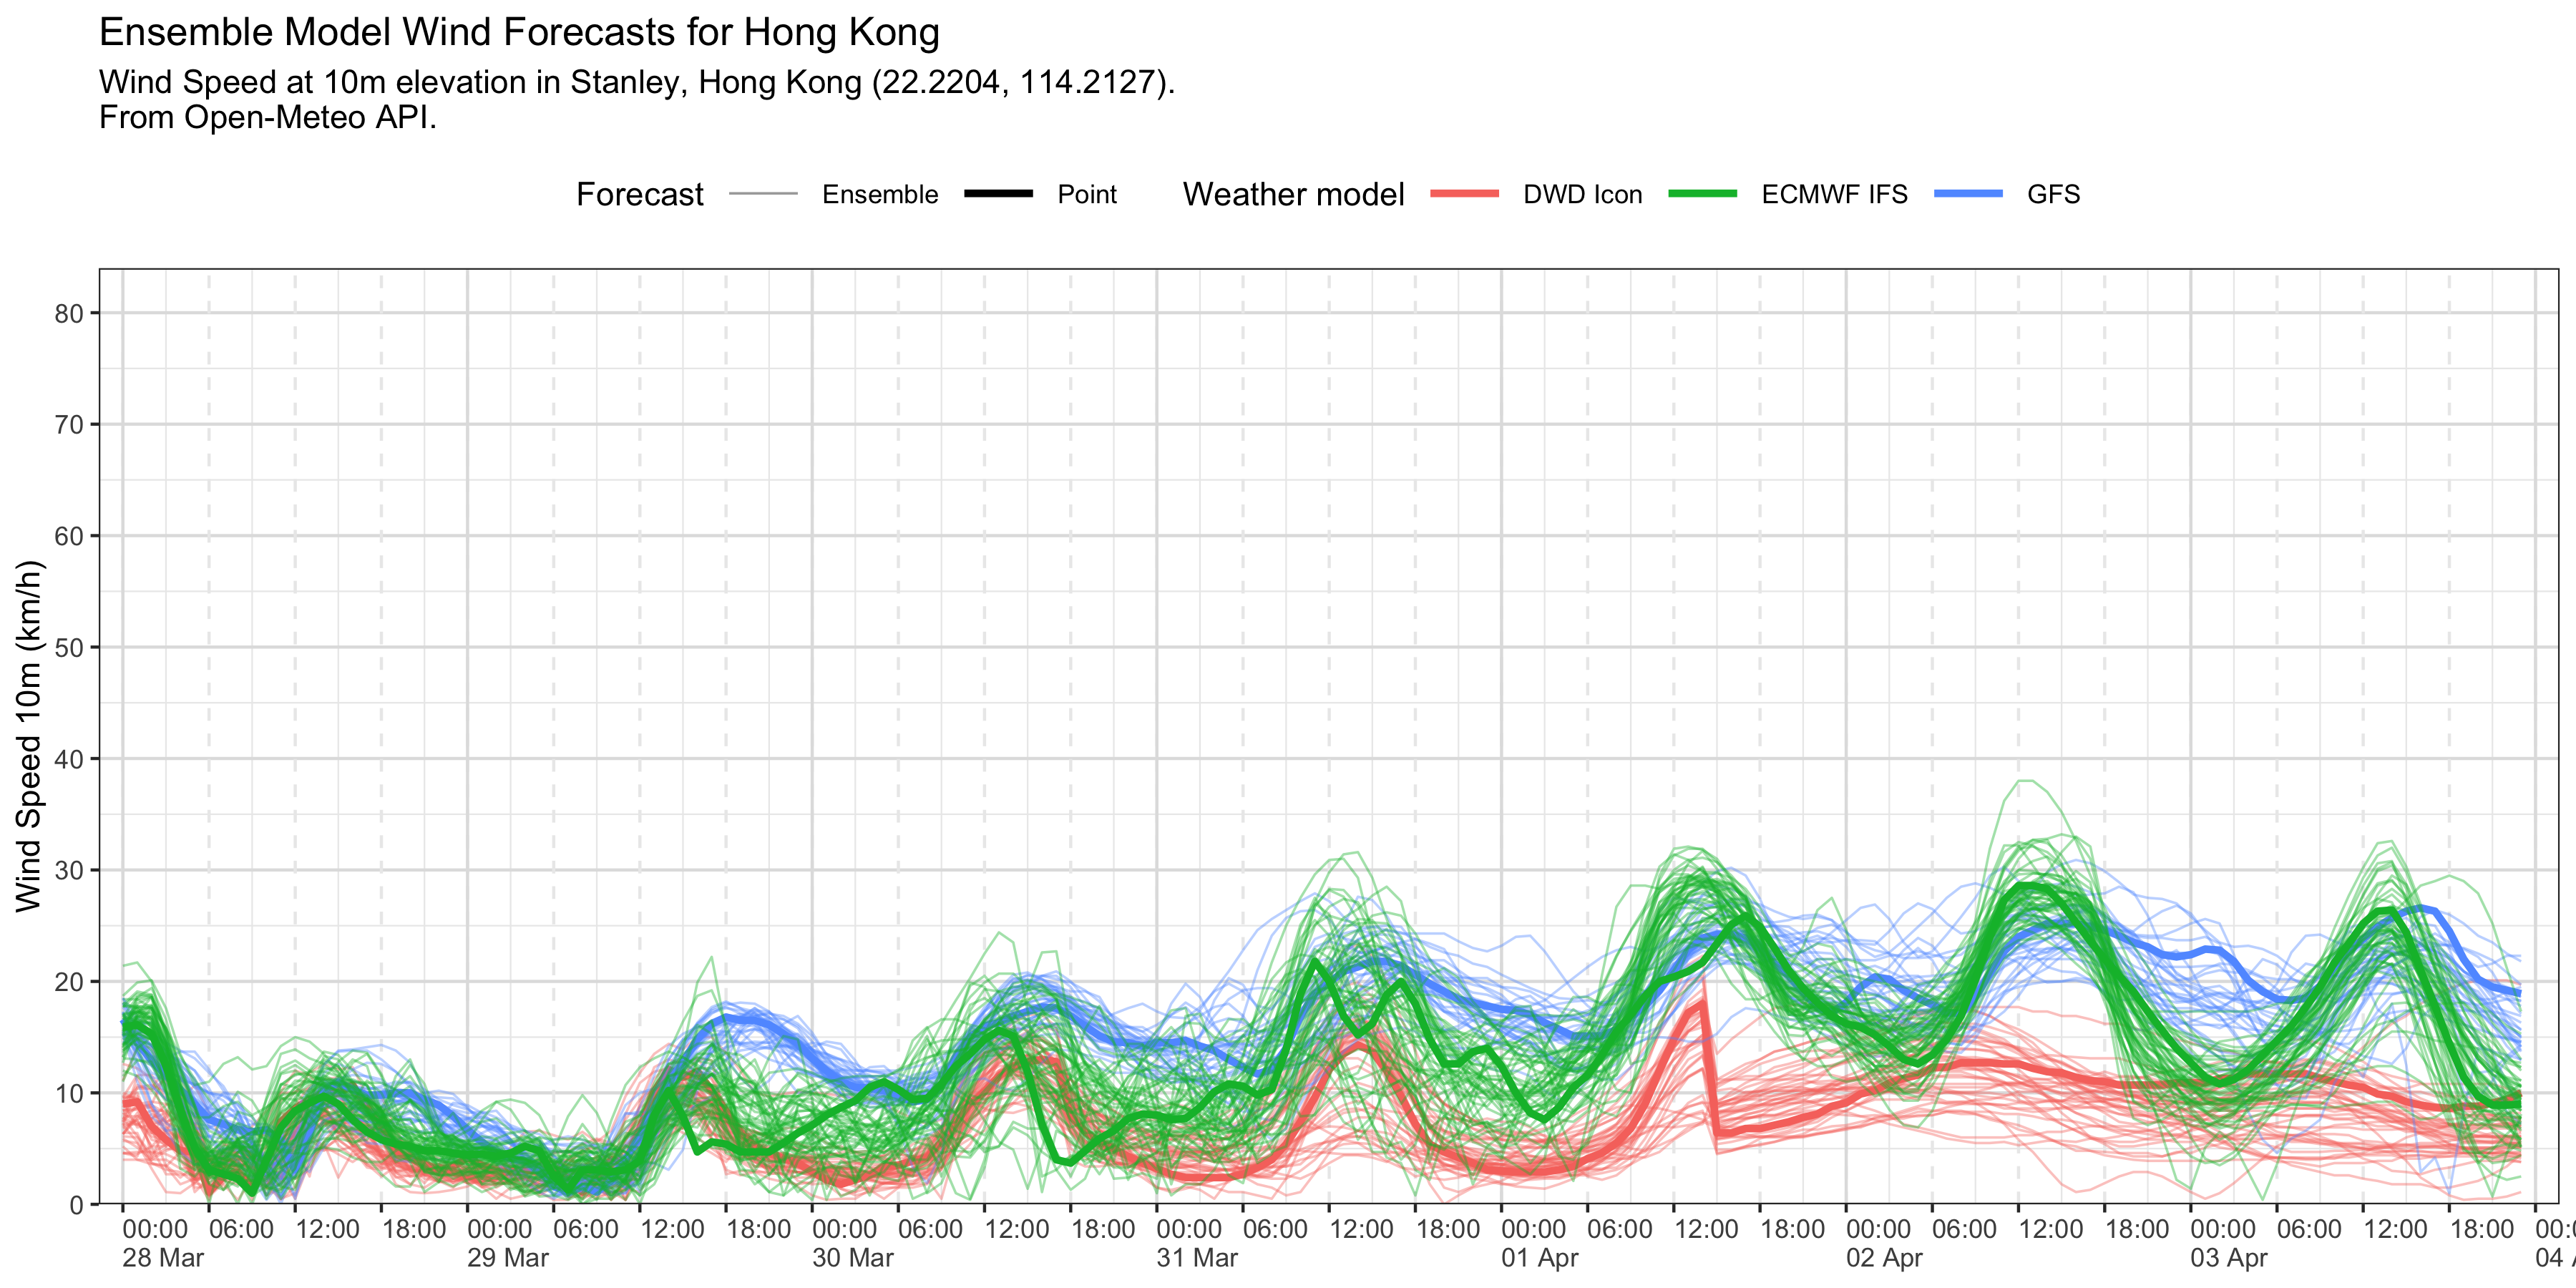 Ensemble Model Wind Forecasts for Hong Kong
Wind Speed at 10m elevation in Stanley, Hong Kong (22.2204, 114.2127).
From Open-Meteo API.
Forecast Ensemble Point Weather model DWD Icon ECMWF IFS GFS
Wind Speed 10m (km/h)
80
70
60
50
40
30
20
10
0
00:00 06:00 12:00 18:00 00:00 06:00 12:00 18:00 00:00 06:00 12:00 18:00 00:00 06:00 12:00 18:00 00:00 06:00 12:00 18:00 00:00 06:00 12:00 18:00 00:00 06:00 12:00 18:00 00:0
28 Mar 29 Mar 30 Mar 31 Mar 01 Apr 02 Apr 03 Apr 04 A